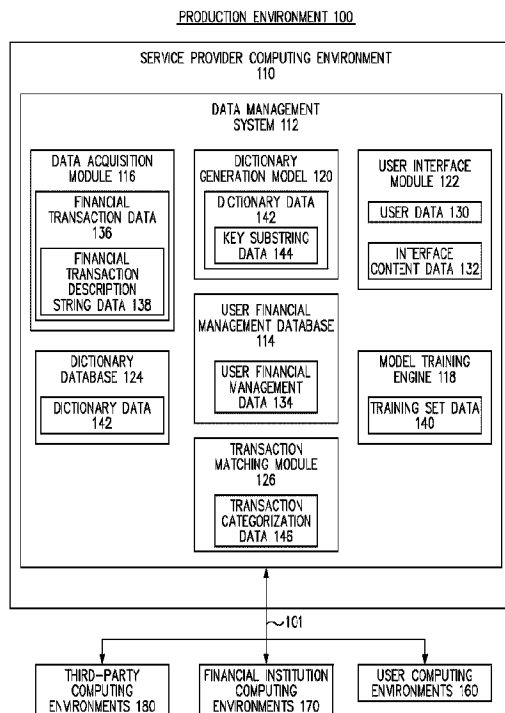 PRODUCTION ENVIRONMENT 100
SERVICE PROVIDER COMPUTING ENVIRONMENT
110
DATA MANAGEMENT
SYSTEM 112
DATA ACQUISITION
MODULE 116
FINANCIAL
TRANSACTION DATA
136
FINANCIAL
TRANSACTION
DESCRIPTION
STRING DATA 138
DICTIONARY
GENERATION MODEL 120
DICTIONARY DATA
142
KEY SUBSTRING
DATA 144
USER INTERFACE
MODULE 122
USER DATA 130
INTERFACE
CONTENT DATA 132
USER FINANCIAL
MANAGEMENT DATABASE
114
USER FINANCIAL
MANAGEMENT
DATA 134
DICTIONARY
DATABASE 124
DICTIONARY DATA
142
MODEL TRAINING
ENGINE 118
TRAINING SET DATA
140
TRANSACTION
MATCHING MODULE
126
TRANSACTION
CATEGORIZATION
DATA 146
101
THIRD-PARTY
COMPUTING
ENVIRONMENTS 180
FINANCIAL INSTITUTION
COMPUTING
ENVIRONMENTS 170
USER COMPUTING
ENVIRONMENTS 160